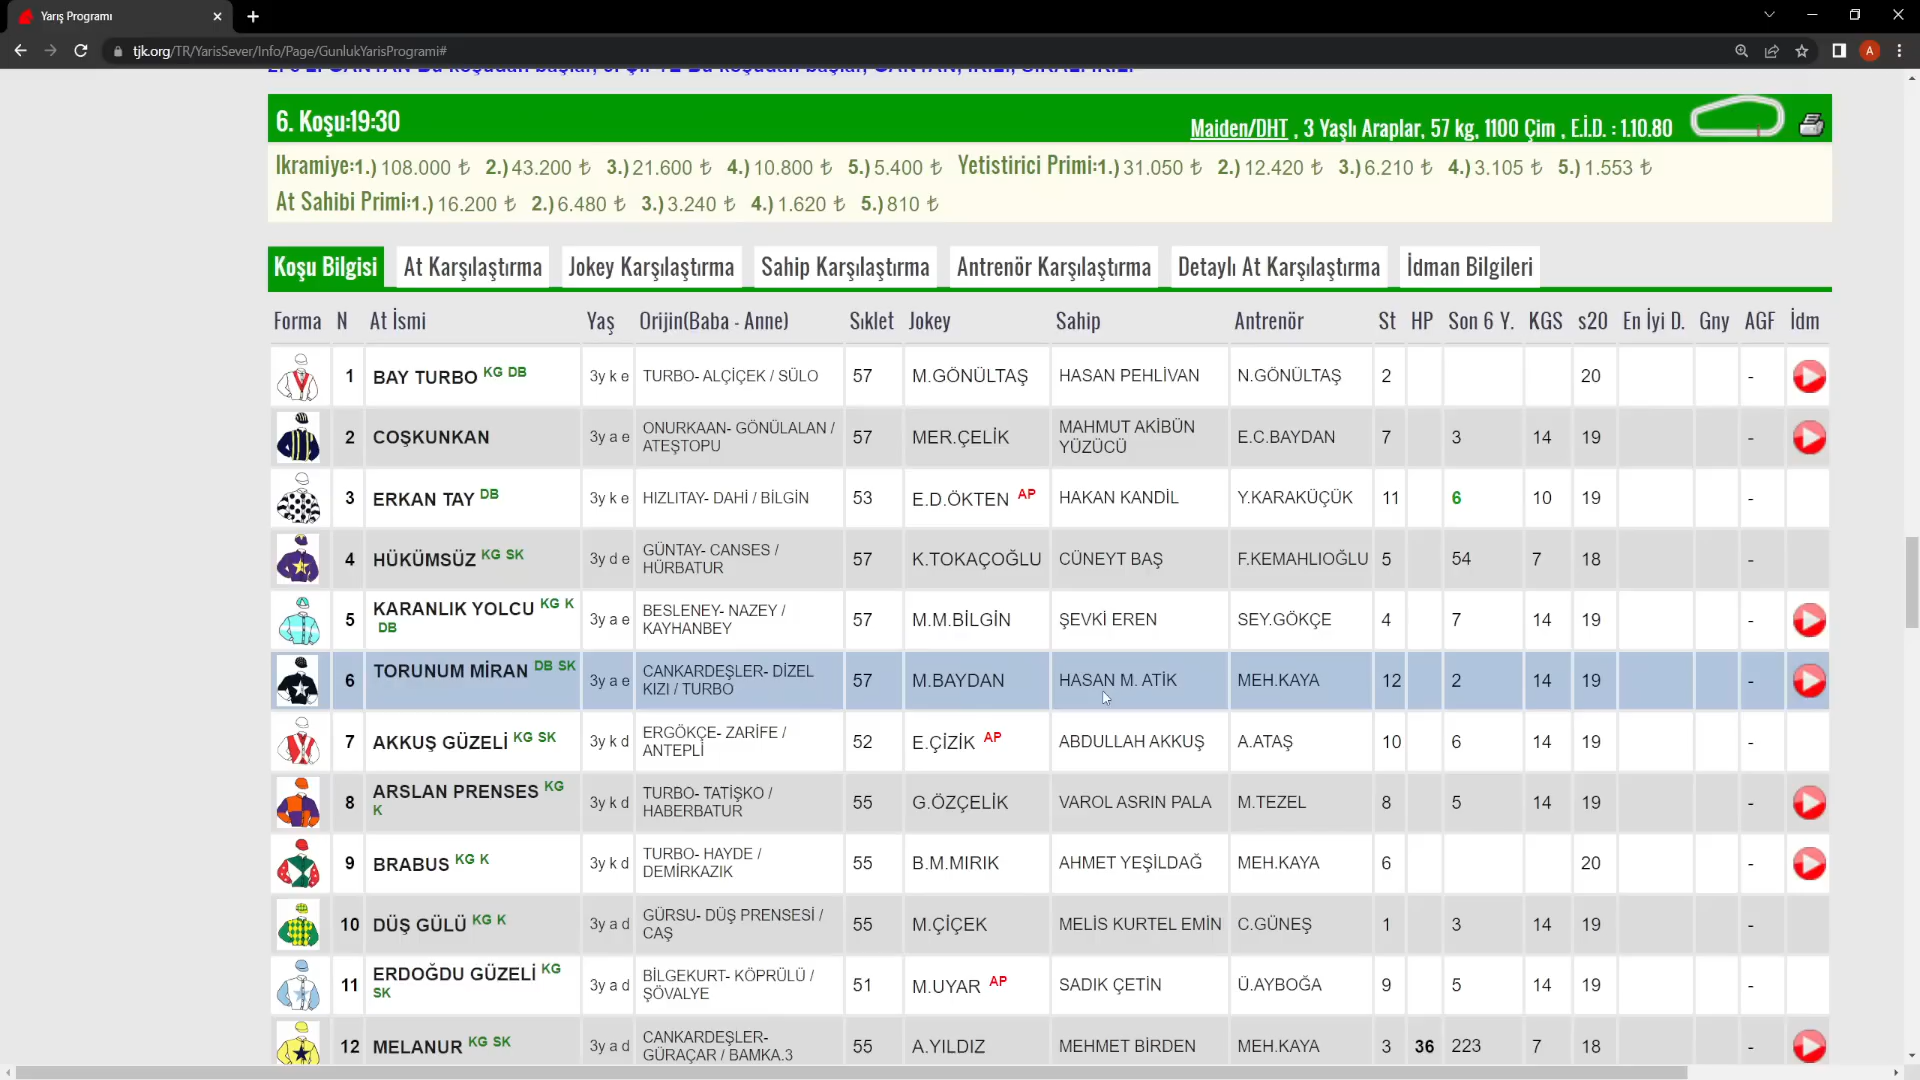 Yarış Programı
tjk.org/TR/YarisSever/Info/Page/GunlukYarisProgrami#
A
6. Koşu:19:30
Maiden/DHT , 3 Yaşlı Araplar, 57 kg, 1100 Çim , E.İ.D. : 1.10.80
Ikramiye:1.) 108.000 ₺ 2.) 43.200 ₺ 3.) 21.600 ₺ 4.) 10.800 ₺ 5.) 5.400 ₺ Yetistirici Primi:1.) 31.050 ₺ 2.) 12.420 ₺ 3.) 6.210 ₺ 4.) 3.105 ₺ 5.) 1.553 ₺
At Sahibi Primi:1.) 16.200 ₺ 2.) 6.480 ₺ 3.) 3.240 ₺ 4.) 1.620 ₺ 5.) 810 ₺
Koşu Bilgisi At Karşılaştırma Jokey Karşılaştırma Sahip Karşılaştırma Antrenör Karşılaştırma Detaylı At Karşılaştırma İdman Bilgileri
Forma N At İsmi Yaş Orijin(Baba - Anne) Sıklet Jokey Sahip Antrenör St HP Son 6 Y. KGS s20 En İyi D. Gny AGF İdm
1 BAY TURBO KG DB 3y k e TURBO- ALÇİÇEK / SÜLO 57 M.GÖNÜLTAŞ HASAN PEHLİVAN N.GÖNÜLTAŞ 2 20 -
2 COŞKUNKAN 3y a e ONURKAAN- GÖNÜLALAN / ATEŞTOPU 57 MER.ÇELİK MAHMUT AKİBÜN YÜZÜCÜ E.C.BAYDAN 7 3 14 19 -
3 ERKAN TAY DB 3y k e HIZLITAY- DAHİ / BİLGİN 53 E.D.ÖKTEN AP HAKAN KANDİL Y.KARAKÜÇÜK 11 6 10 19 -
4 HÜKÜMSÜZ KG SK 3y d e GÜNTAY- CANSES / HÜRBATUR 57 K.TOKAÇOĞLU CÜNEYT BAŞ F.KEMAHLIOĞLU 5 54 7 18 -
5 KARANLIK YOLCU KG K DB 3y a e BESLENEY- NAZEY / KAYHANBEY 57 M.M.BİLGİN ŞEVKİ EREN SEY.GÖKÇE 4 7 14 19 -
6 TORUNUM MİRAN DB SK 3y a e CANKARDEŞLER- DİZEL KIZI / TURBO 57 M.BAYDAN HASAN M. ATİK MEH.KAYA 12 2 14 19 -
7 AKKUŞ GÜZELİ KG SK 3y k d ERGÖKÇE- ZARİFE / ANTEPLİ 52 E.ÇİZİK AP ABDULLAH AKKUŞ A.ATAŞ 10 6 14 19 -
8 ARSLAN PRENSES KG K 3y k d TURBO- TATİŞKO / HABERBATUR 55 G.ÖZÇELİK VAROL ASRIN PALA M.TEZEL 8 5 14 19 -
9 BRABUS KG K 3y k d TURBO- HAYDE / DEMİRKAZIK 55 B.M.MIRIK AHMET YEŞİLDAĞ MEH.KAYA 6 20 -
10 DÜŞ GÜLÜ KG K 3y a d GÜRSU- DÜŞ PRENSESİ / CAŞ 55 M.ÇİÇEK MELİS KURTEL EMİN C.GÜNEŞ 1 3 14 19 -
11 ERDOĞDU GÜZELİ KG SK 3y a d BİLGEKURT- KÖPRÜLÜ / ŞÖVALYE 51 M.UYAR AP SADIK ÇETİN Ü.AYBOĞA 9 5 14 19 -
12 MELANUR KG SK 3y a d CANKARDEŞLER- GÜRAÇAR / BAMKA.3 55 A.YILDIZ MEHMET BİRDEN MEH.KAYA 3 36 223 7 18 -